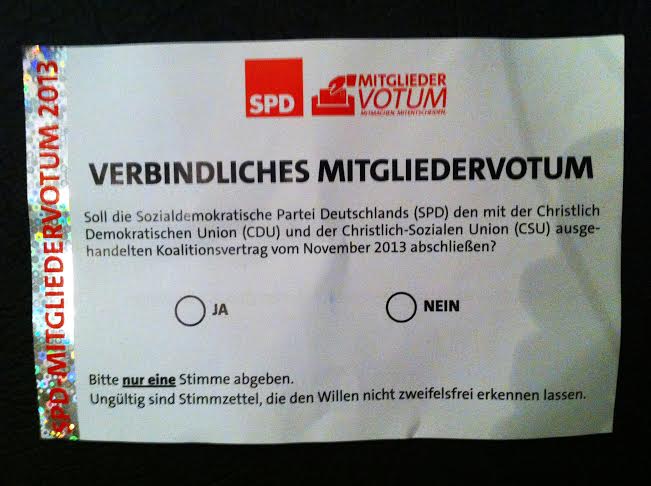 SPD-MITGLIEDERVOTUM 2013
SPD
MITGLIEDER
VOTUM
MITMACHEN. MITENTSCHEIDEN.
VERBINDLICHES MITGLIEDERVOTUM
Soll die Sozialdemokratische Partei Deutschlands (SPD) den mit der Christlich
Demokratischen Union (CDU) und der Christlich-Sozialen Union (CSU) ausge-
handelten Koalitionsvertrag vom November 2013 abschließen?
JA
NEIN
Bitte nur eine Stimme abgeben.
Ungültig sind Stimmzettel, die den Willen nicht zweifelsfrei erkennen lassen.